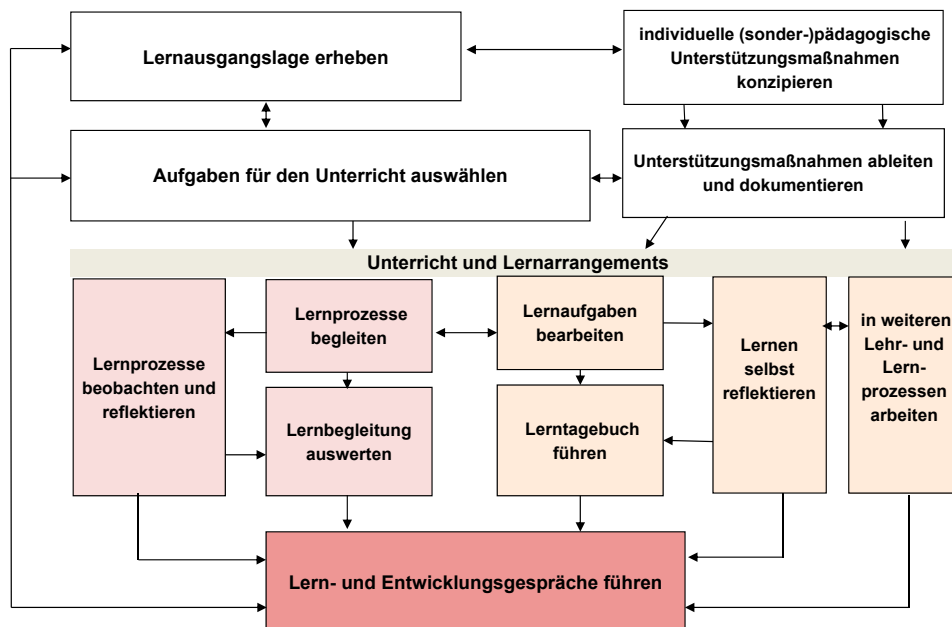 Lernausgangslage erheben
individuelle (sonder-)pädagogische
Unterstützungsmaßnahmen
konzipieren
Aufgaben für den Unterricht auswählen
Unterstützungsmaßnahmen ableiten
und dokumentieren
Unterricht und Lernarrangements
Lernprozesse
beobachten und
reflektieren
Lernprozesse
begleiten
Lernaufgaben
bearbeiten
Lernen
selbst
reflektieren
in weiteren
Lehr- und
Lern-
prozessen
arbeiten
Lernbegleitung
auswerten
Lerntagebuch
führen
Lern- und Entwicklungsgespräche führen